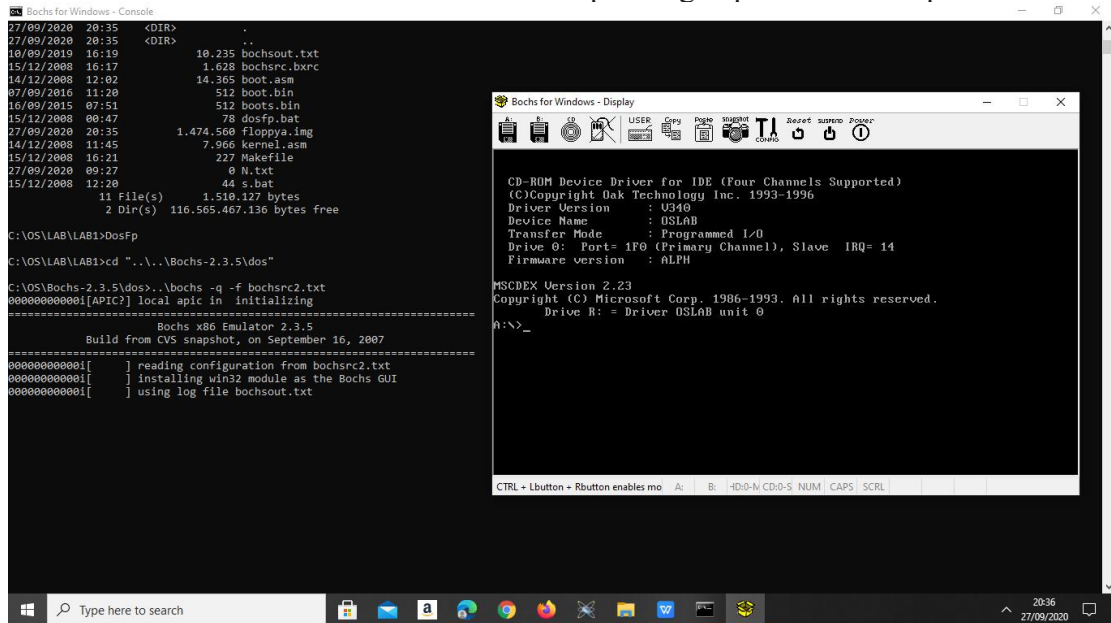 Bochs for Windows - Console
27/09/2020 20:35 <DIR> .
27/09/2020 20:35 <DIR> ..
10/09/2019 16:19 10.235 bochsout.txt
15/12/2008 16:17 1.628 bochsrc.bxrc
14/12/2008 12:02 14.365 boot.asm
07/09/2016 11:20 512 boot.bin
16/09/2015 07:51 512 boots.bin
15/12/2008 00:47 78 dosfp.bat
27/09/2020 20:35 1.474.560 floppya.img
14/12/2008 11:45 7.966 kernel.asm
15/12/2008 16:21 227 Makefile
27/09/2020 09:27 0 N.txt
15/12/2008 12:20 44 s.bat
11 File(s) 1.510.127 bytes
2 Dir(s) 116.565.467.136 bytes free
C:\OS\LAB\LAB1>DosFp
C:\OS\LAB\LAB1>cd "..\..\Bochs-2.3.5\dos"
C:\OS\Bochs-2.3.5\dos>..\bochs -q -f bochsrc2.txt
00000000000i[APIC?] local apic in initializing
========================================================================
Bochs x86 Emulator 2.3.5
Build from CVS snapshot, on September 16, 2007
========================================================================
00000000000i[ ] reading configuration from bochsrc2.txt
00000000000i[ ] installing win32 module as the Bochs GUI
00000000000i[ ] using log file bochsout.txt
Bochs for Windows - Display
A: B: CD USER Copy Paste snapshot CONFIG Reset SUSPEND Power
CD-ROM Device Driver for IDE (Four Channels Supported)
(C)Copyright Oak Technology Inc. 1993-1996
Driver Version : V340
Device Name : OSLAB
Transfer Mode : Programmed I/O
Drive 0: Port= 1F0 (Primary Channel), Slave IRQ= 14
Firmware version : ALPH
MSCDEX Version 2.23
Copyright (C) Microsoft Corp. 1986-1993. All rights reserved.
Drive R: = Driver OSLAB unit 0
A:\>_
CTRL + Lbutton + Rbutton enables mo A: B: HD:0-M CD:0-S NUM CAPS SCRL
Type here to search
20:36
27/09/2020